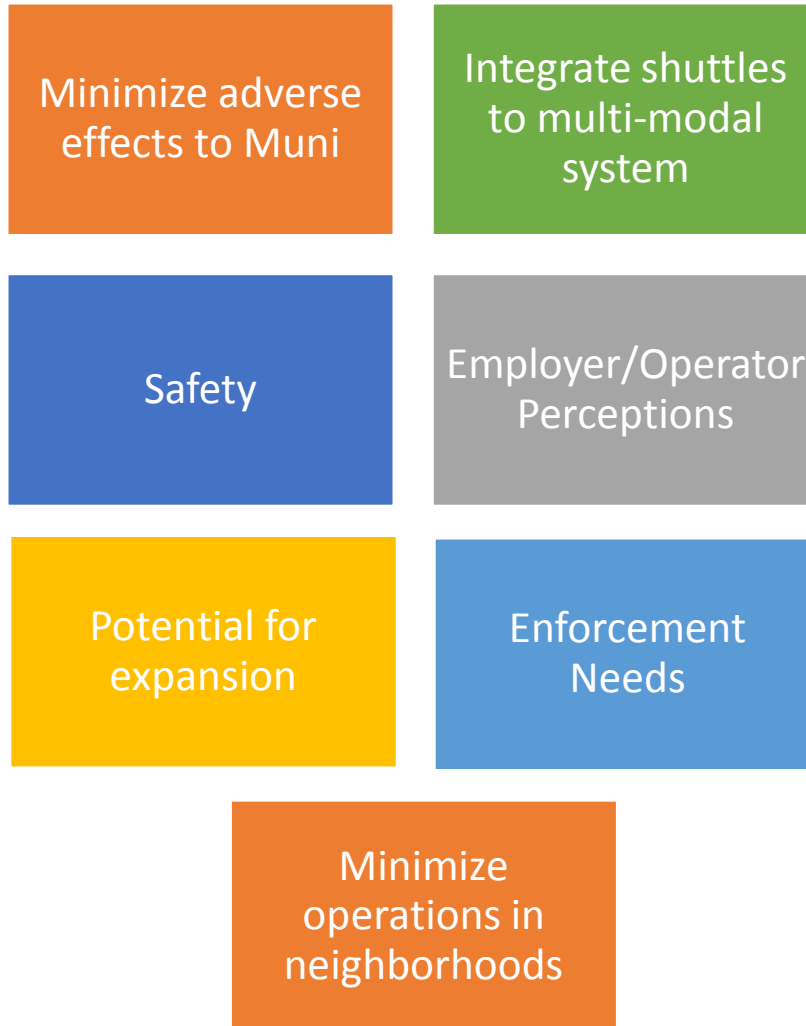 Minimize adverse
effects to Muni
Integrate shuttles
to multi-modal
system
Safety
Employer/Operator
Perceptions
Potential for
expansion
Enforcement
Needs
Minimize
operations in
neighborhoods